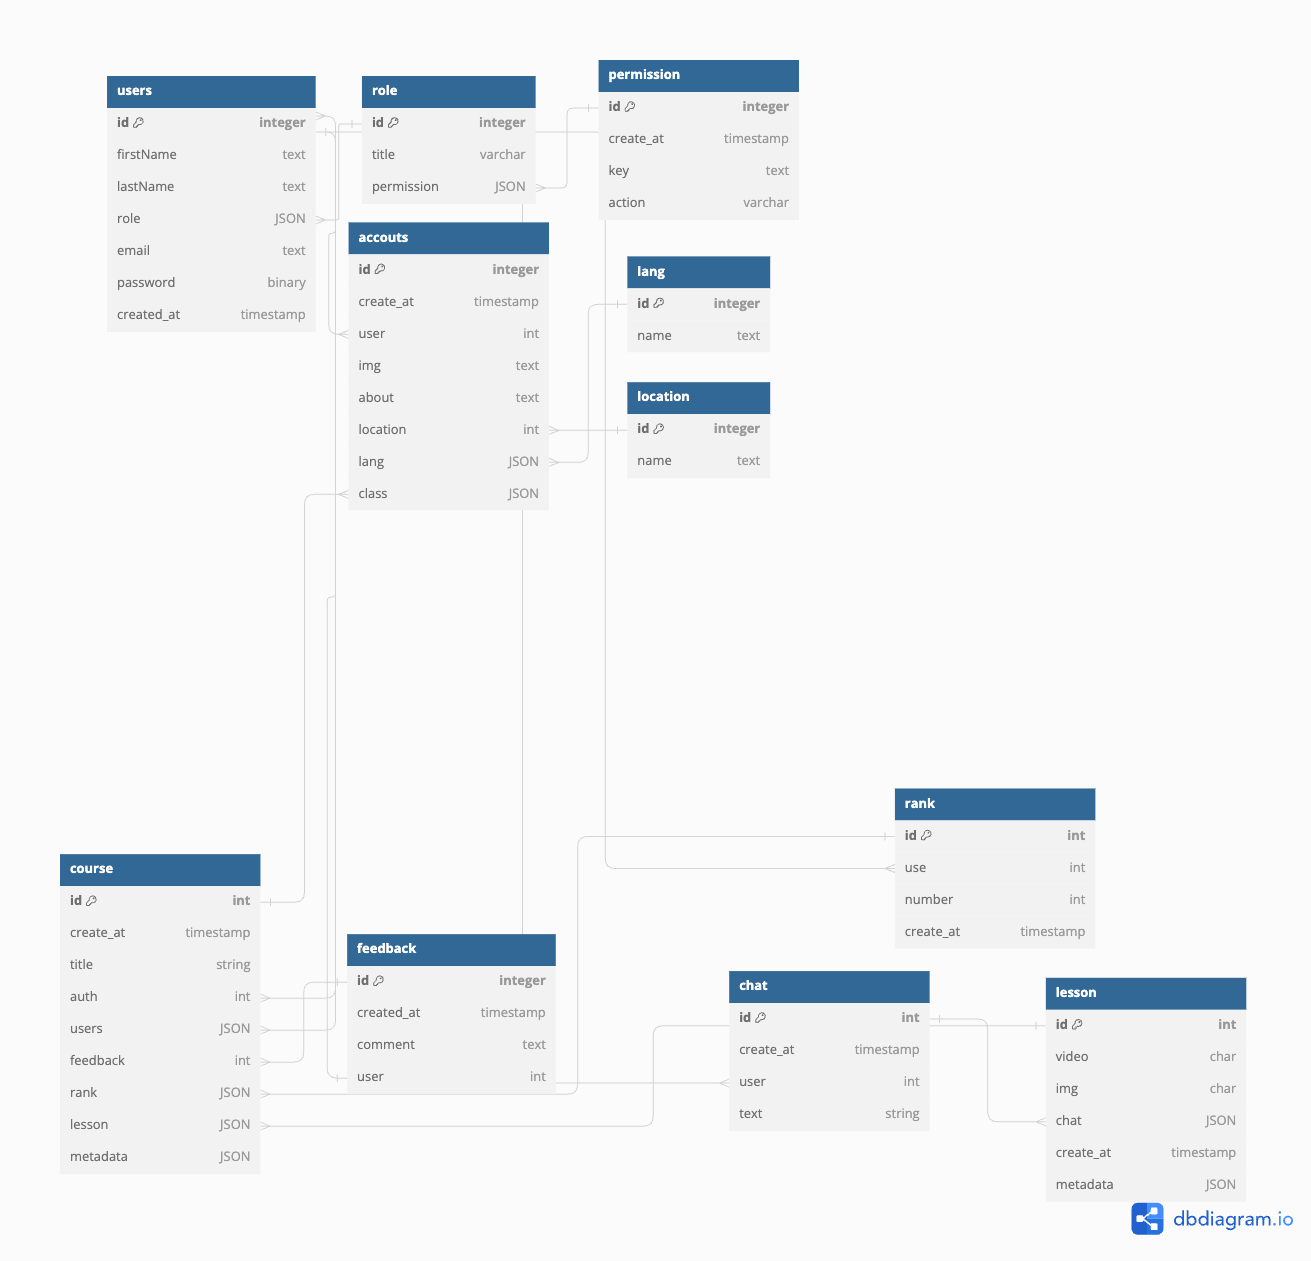 users
id integer
firstName text
lastName text
role JSON
email text
password binary
created_at timestamp
role
id integer
title varchar
permission JSON
permission
id integer
create_at timestamp
key text
action varchar
accouts
id integer
create_at timestamp
user int
img text
about text
location int
lang JSON
class JSON
lang
id integer
name text
location
id integer
name text
rank
id int
use int
number int
create_at timestamp
course
id int
create_at timestamp
title string
auth int
users JSON
feedback int
rank JSON
lesson JSON
metadata JSON
feedback
id integer
created_at timestamp
comment text
user int
chat
id int
create_at timestamp
user int
text string
lesson
id int
video char
img char
chat JSON
create_at timestamp
metadata JSON
dbdiagram.io